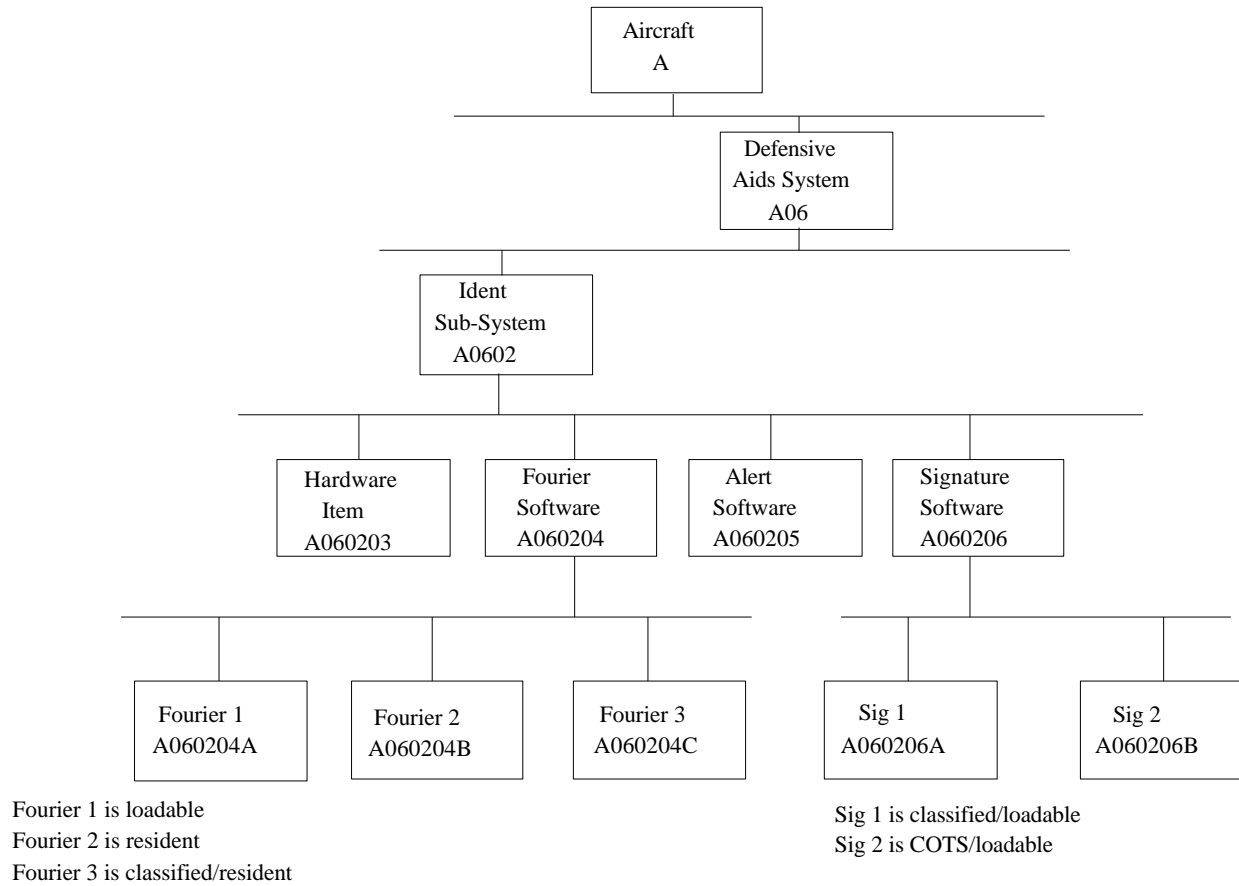 Aircraft
A
Defensive
Aids System
A06
Ident
Sub-System
A0602
Hardware
Item
A060203
Fourier
Software
A060204
Alert
Software
A060205
Signature
Software
A060206
Fourier 1
A060204A
Fourier 2
A060204B
Fourier 3
A060204C
Sig 1
A060206A
Sig 2
A060206B
Fourier 1 is loadable
Fourier 2 is resident
Fourier 3 is classified/resident
Sig 1 is classified/loadable
Sig 2 is COTS/loadable